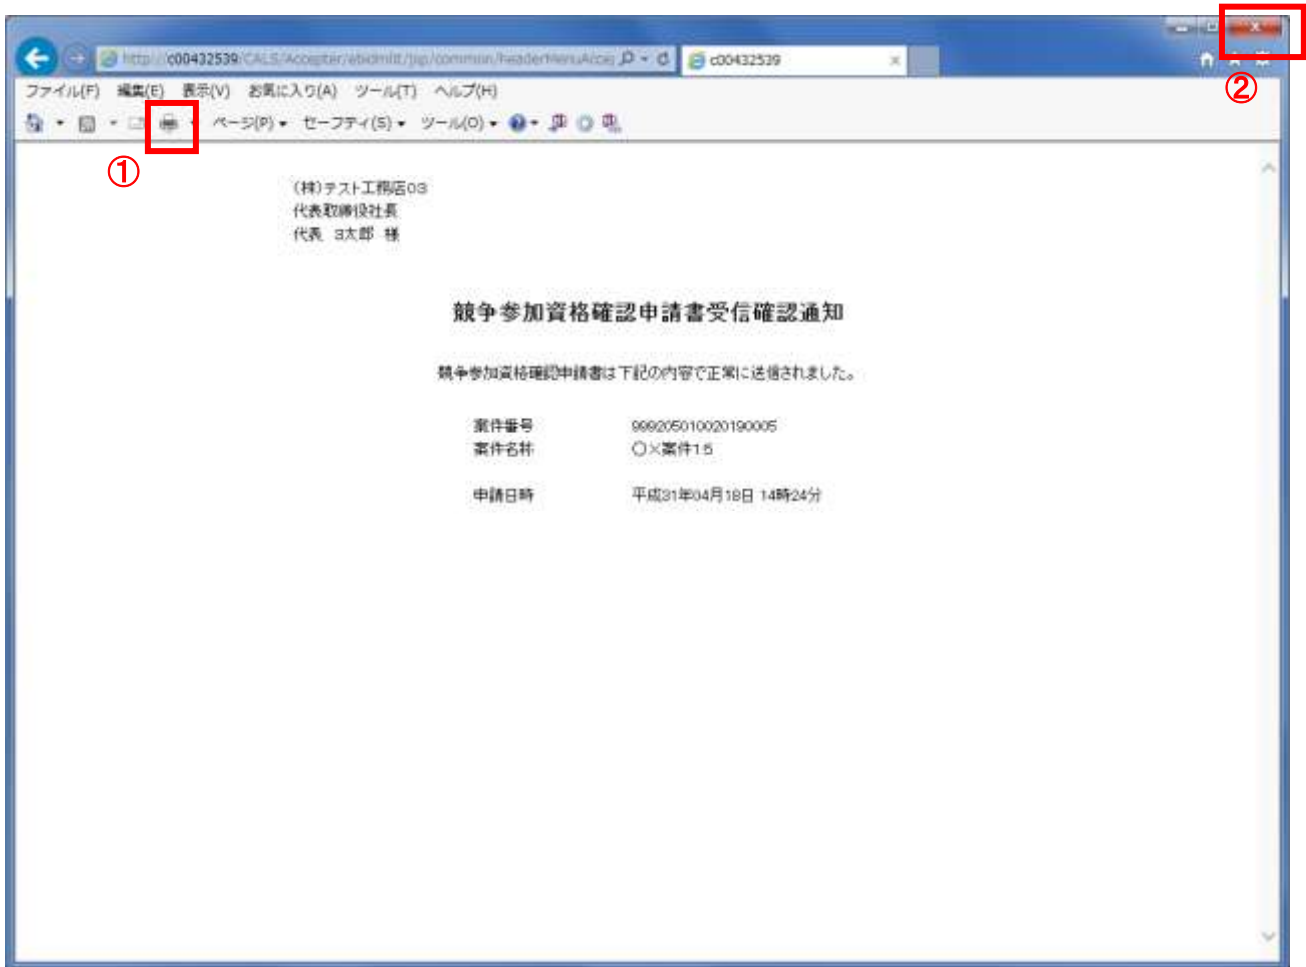 ②
c00432539
ファイル(F) 編集(E) 表示(V) お気に入り(A) ツール(T) ヘルプ(H)
ページ(P) セーフティ(S) ツール(O)
①
(株)テスト工務店03
代表取締役社長
代表 3太郎 様
競争参加資格確認申請書受信確認通知
競争参加資格確認申請書は下記の内容で正常に送信されました。
案件番号 999205010020190005
案件名称 ○×案件15
申請日時 平成31年04月18日 14時24分